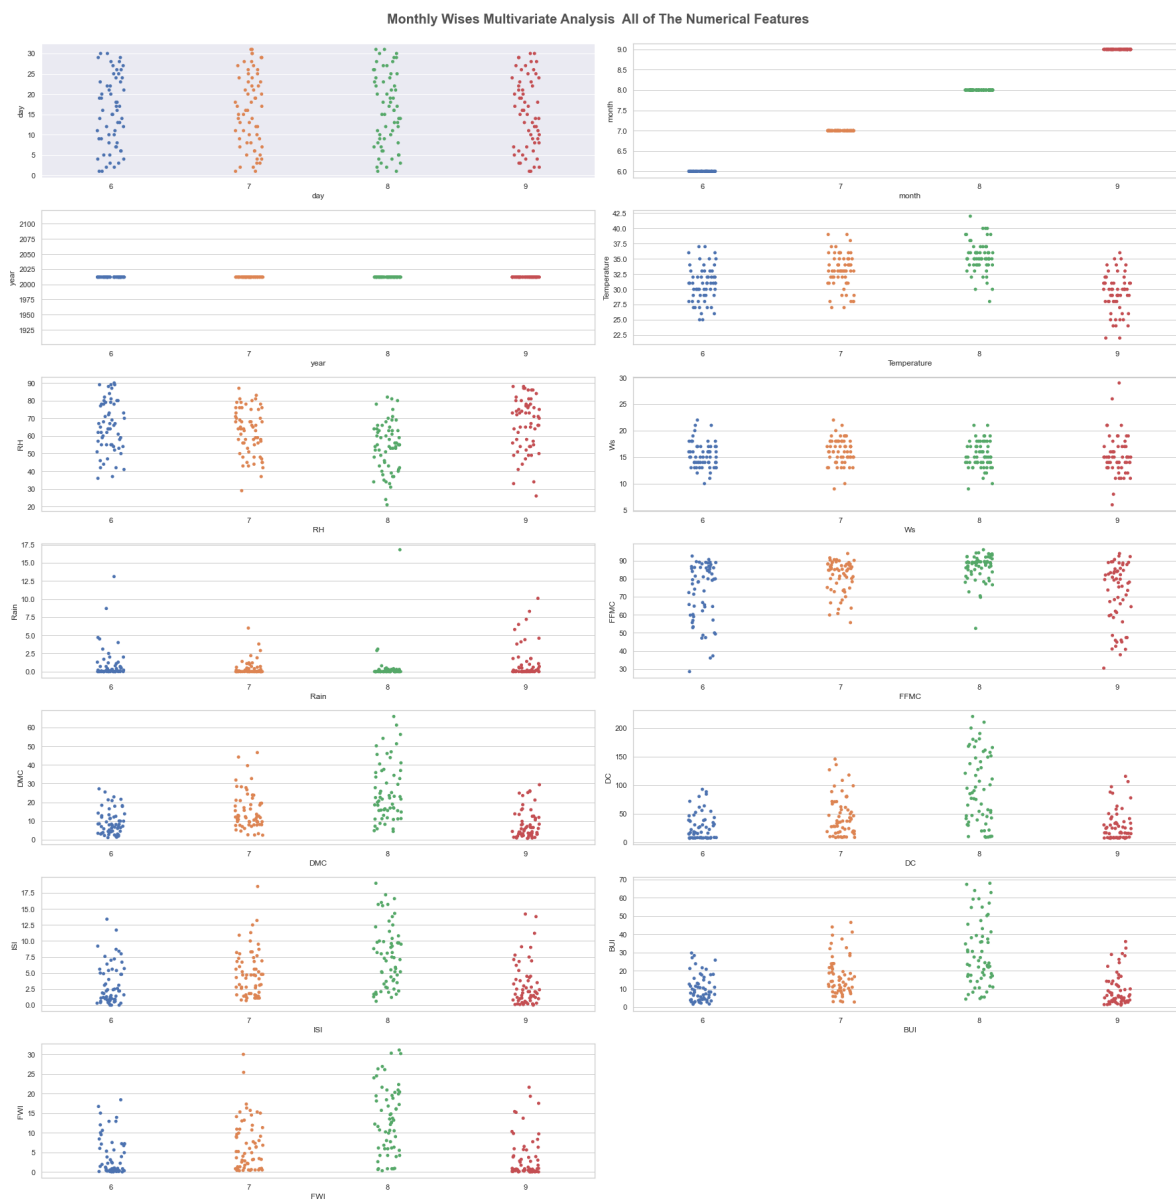 Monthly Wises Multivariate Analysis  All of The Numerical Features
day
30
25
20
15
10
5
0
6 7 8 9
day
month
9.0
8.5
8.0
7.5
7.0
6.5
6.0
6 7 8 9
month
year
2100
2075
2050
2025
2000
1975
1950
1925
6 7 8 9
year
Temperature
42.5
40.0
37.5
35.0
32.5
30.0
27.5
25.0
22.5
6 7 8 9
Temperature
RH
90
80
70
60
50
40
30
20
6 7 8 9
RH
Ws
30
25
20
15
10
5
6 7 8 9
Ws
Rain
17.5
15.0
12.5
10.0
7.5
5.0
2.5
0.0
6 7 8 9
Rain
FFMC
90
80
70
60
50
40
30
6 7 8 9
FFMC
DMC
60
50
40
30
20
10
0
6 7 8 9
DMC
DC
200
150
100
50
0
6 7 8 9
DC
ISI
17.5
15.0
12.5
10.0
7.5
5.0
2.5
0.0
6 7 8 9
ISI
BUI
70
60
50
40
30
20
10
0
6 7 8 9
BUI
FWI
30
25
20
15
10
5
0
6 7 8 9
FWI